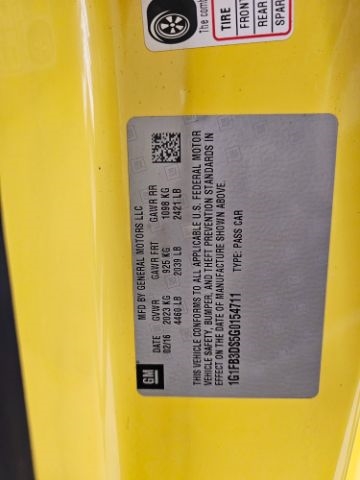 The comb
TIRE
FRONT
REAR
SPAR
MFD BY GENERAL MOTORS LLC
DATE GVWR GAWR FRT GAWR RR
02/16 2023 KG 925 KG 1098 KG
4460 LB 2039 LB 2421 LB
THIS VEHICLE CONFORMS TO ALL APPLICABLE U.S. FEDERAL MOTOR
VEHICLE SAFETY, BUMPER, AND THEFT PREVENTION STANDARDS IN
EFFECT ON THE DATE OF MANUFACTURE SHOWN ABOVE.
1G1FB3DS5G0154711 TYPE: PASS CAR
GM